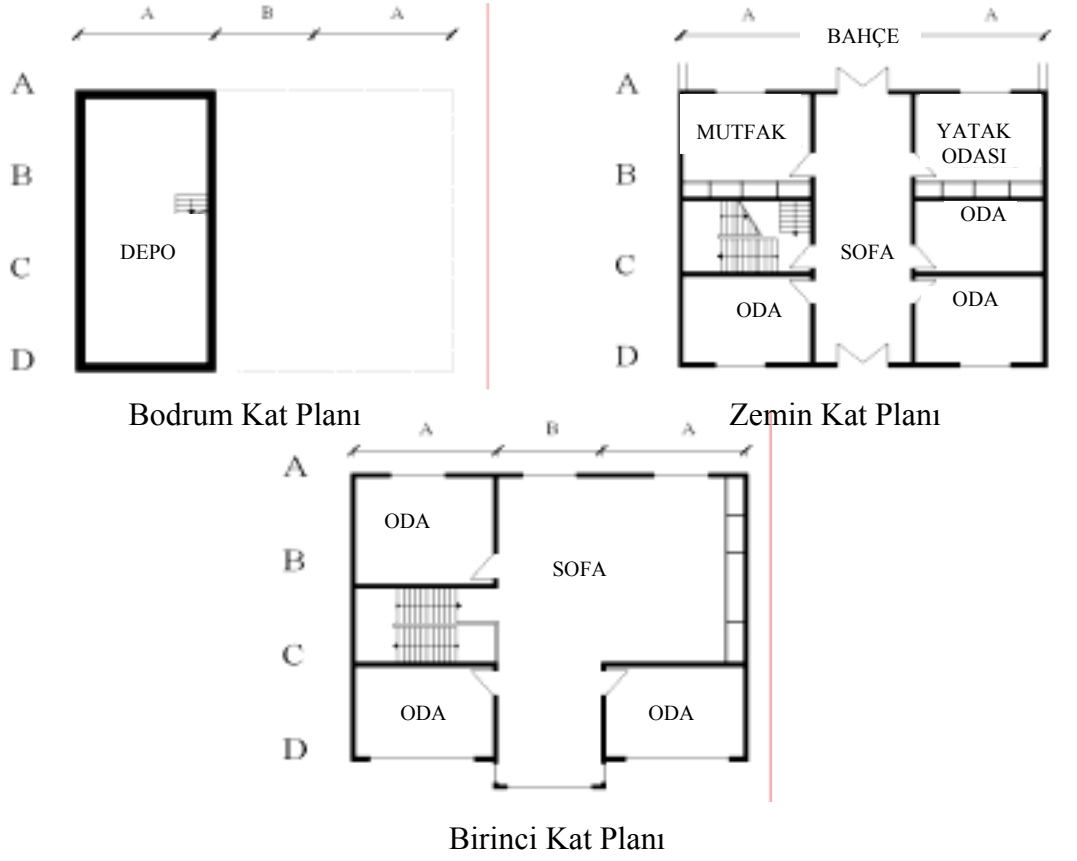 A B A
A A
BAHÇE
A
B
C
D
DEPO
A
B
C
D
MUTFAK
YATAK
ODASI
ODA
SOFA
ODA
ODA
Bodrum Kat Planı
Zemin Kat Planı
A B A
A
B
C
D
ODA
SOFA
ODA
ODA
Birinci Kat Planı